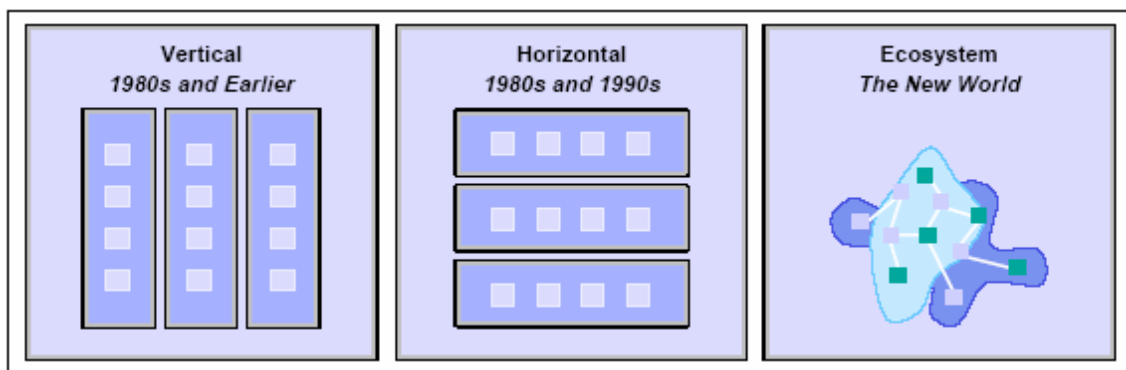 Vertical
1980s and Earlier
Horizontal
1980s and 1990s
Ecosystem
The New World